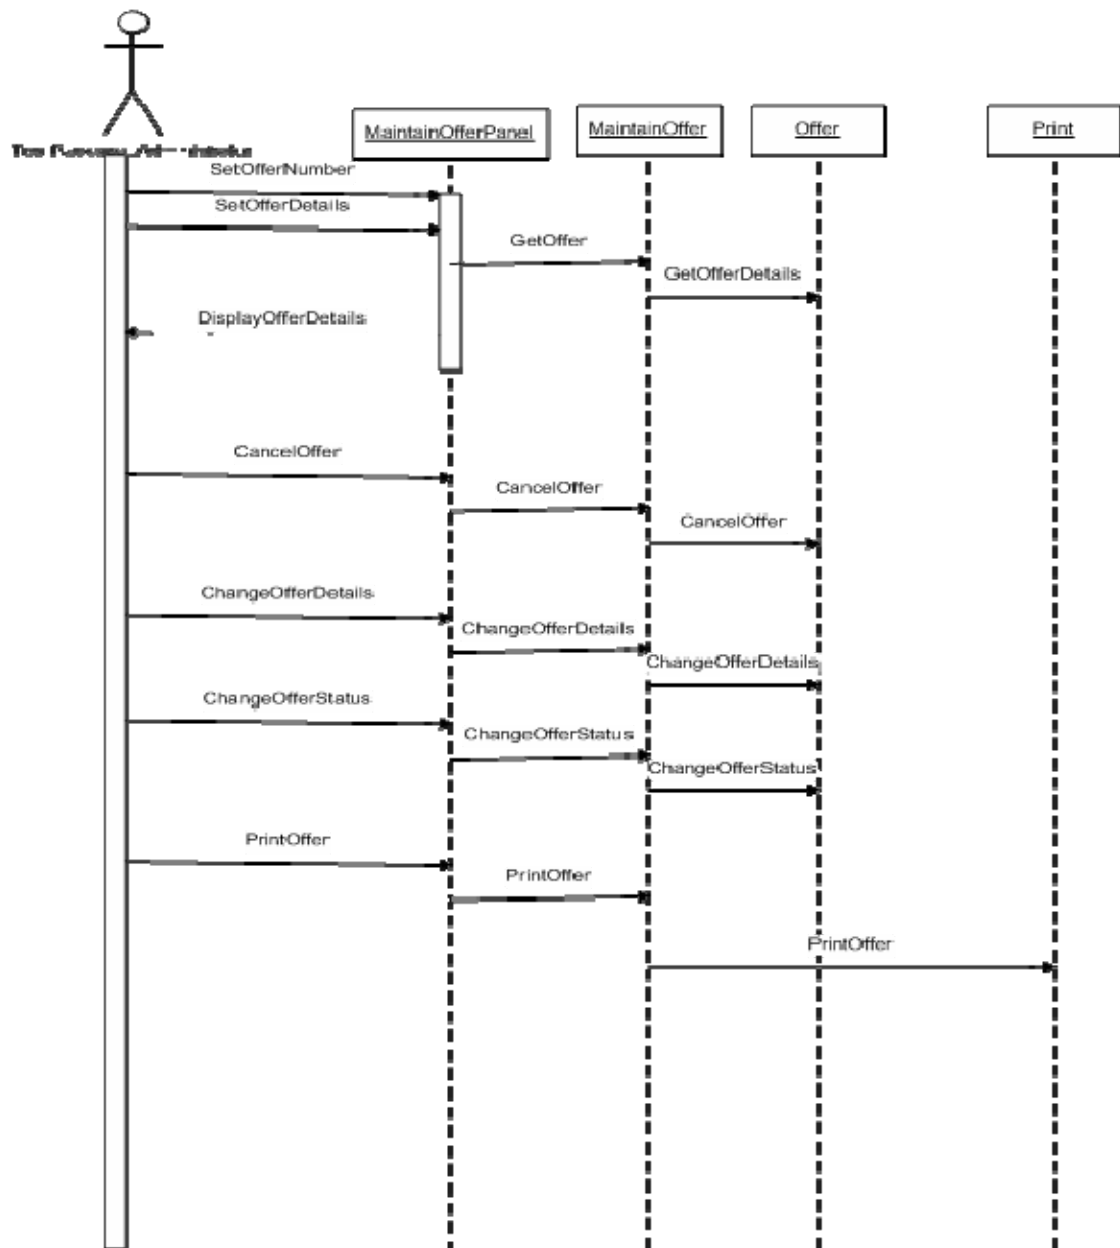 MaintainOfferPanel
MaintainOffer
Offer
Print
SetOfferNumber
SetOfferDetails
GetOffer
GetOfferDetails
DisplayOfferDetails
CancelOffer
CancelOffer
CancelOffer
ChangeOfferDetails
ChangeOfferDetails
ChangeOfferDetails
ChangeOfferStatus
ChangeOfferStatus
ChangeOfferStatus
PrintOffer
PrintOffer
PrintOffer